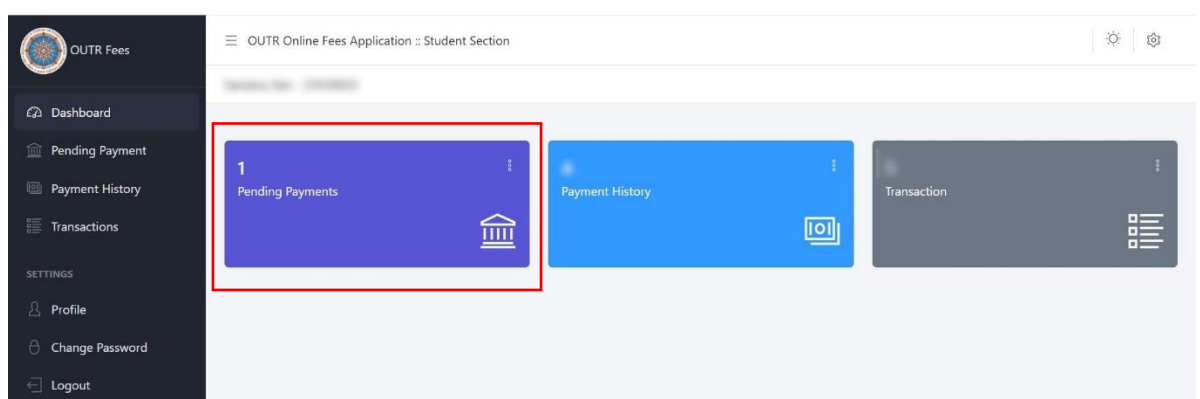 OUTR Fees
OUTR Online Fees Application :: Student Section
Dashboard
Pending Payment
Payment History
Transactions
SETTINGS
Profile
Change Password
Logout
1
Pending Payments
Payment History
Transaction